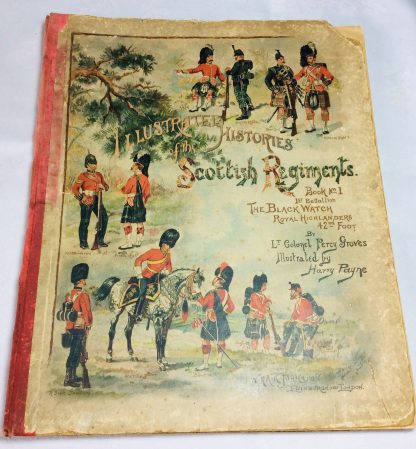 Illustrated Histories
of the
Scottish Regiments.
Book No 1
1st Battalion
The Black Watch
Royal Highlanders
42nd Foot
By
Lt Colonel Percy Groves
Illustrated by
Harry Payne